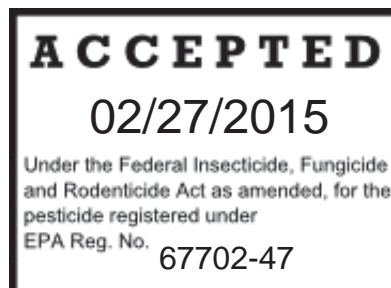 ACCEPTED
02/27/2015
Under the Federal Insecticide, Fungicide
and Rodenticide Act as amended, for the
pesticide registered under
EPA Reg. No. 67702-47